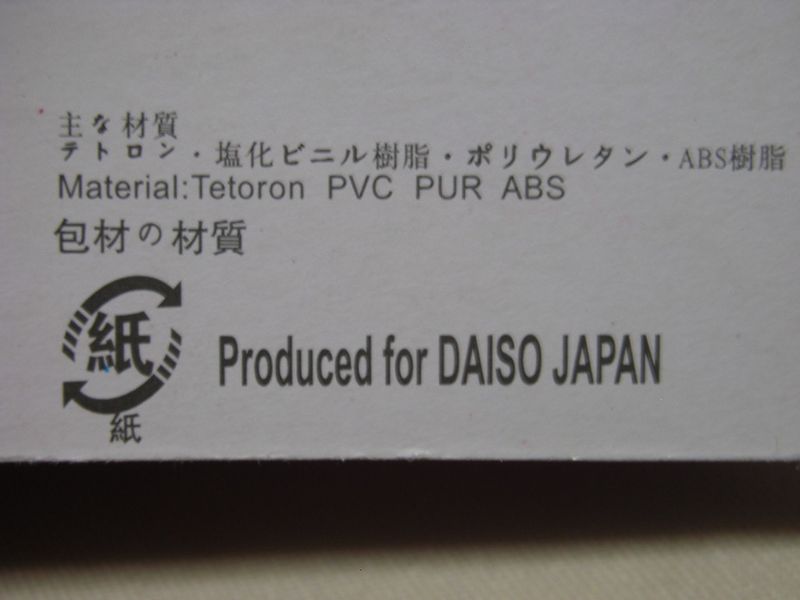 主な材質
テトロン・塩化ビニル樹脂・ポリウレタン・ABS樹脂
Material:Tetoron PVC PUR ABS
包材の材質
紙
紙
Produced for DAISO JAPAN